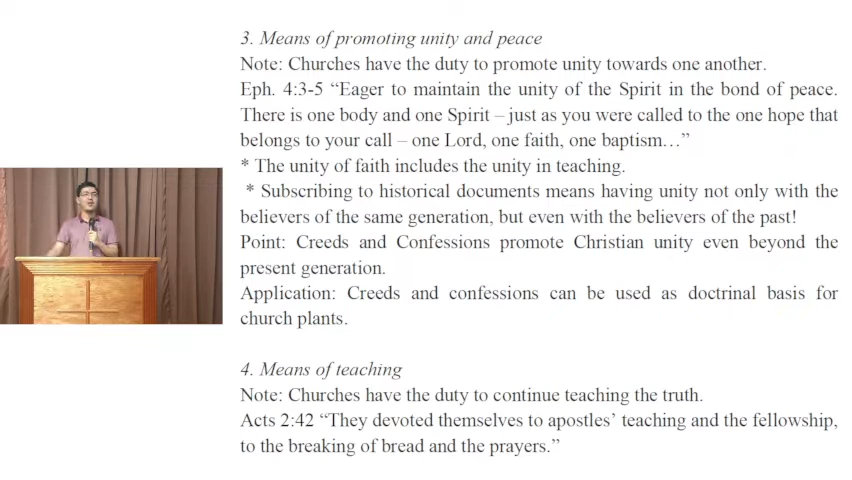 3. Means of promoting unity and peace
Note: Churches have the duty to promote unity towards one another.
Eph. 4:3-5 “Eager to maintain the unity of the Spirit in the bond of peace.
There is one body and one Spirit – just as you were called to the one hope that
belongs to your call – one Lord, one faith, one baptism…”
* The unity of faith includes the unity in teaching.
* Subscribing to historical documents means having unity not only with the
believers of the same generation, but even with the believers of the past!
Point: Creeds and Confessions promote Christian unity even beyond the
present generation.
Application: Creeds and confessions can be used as doctrinal basis for
church plants.
4. Means of teaching
Note: Churches have the duty to continue teaching the truth.
Acts 2:42 “They devoted themselves to apostles’ teaching and the fellowship,
to the breaking of bread and the prayers.”